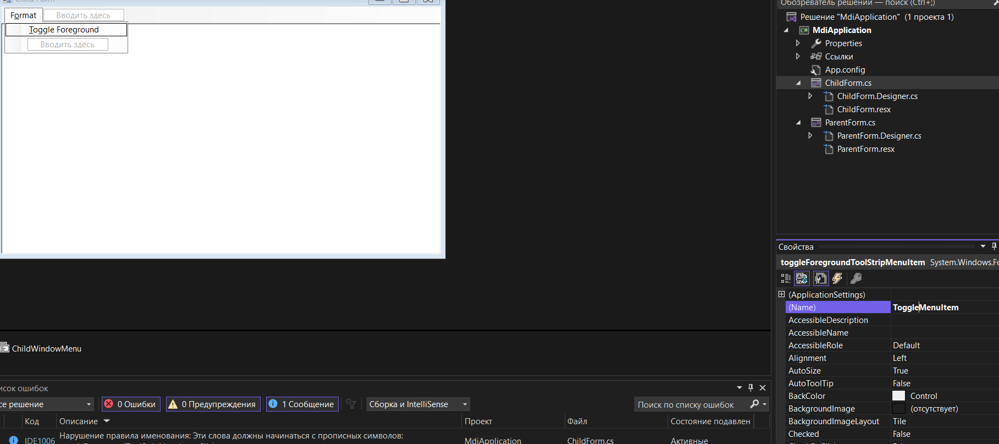 Child Form
Format
Вводить здесь
Toggle Foreground
Вводить здесь
Обозреватель решений — поиск (Ctrl+;)
Решение "MdiApplication" (1 проекта 1)
MdiApplication
Properties
Ссылки
App.config
ChildForm.cs
ChildForm.Designer.cs
ChildForm.resx
ParentForm.cs
ParentForm.Designer.cs
ParentForm.resx
Свойства
toggleForegroundToolStripMenuItem System.Windows.Fo
(ApplicationSettings)
(Name) ToggleMenuItem
AccessibleDescription
AccessibleName
AccessibleRole Default
Alignment Left
AutoSize True
AutoToolTip False
BackColor Control
BackgroundImage (отсутствует)
BackgroundImageLayout Tile
Checked False
ChildWindowMenu
исок ошибок
се решение
0 Ошибки
0 Предупреждения
1 Сообщение
Сборка и IntelliSense
Поиск по списку ошибок
Код Описание Проект Файл Состояние подавлен
IDE1006 Нарушение правила именования: Эти слова должны начинаться с прописных символов: MdiApplication ChildForm.cs Активные